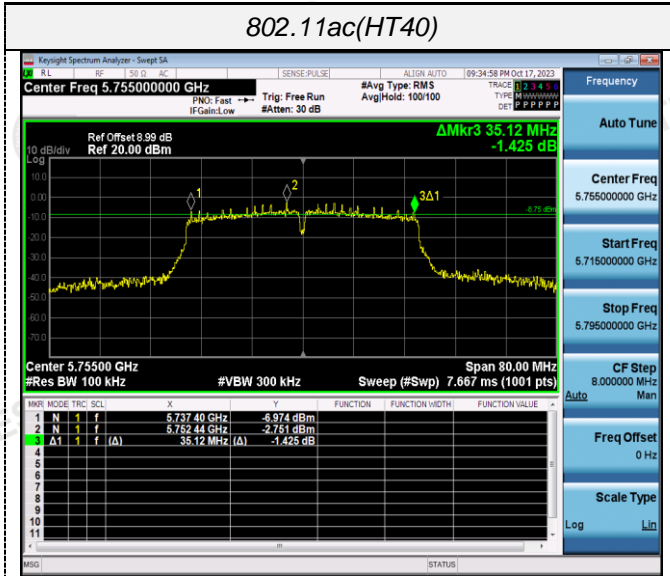 802.11ac(HT40)
Keysight Spectrum Analyzer - Swept SA
RL RF 50 Ω AC SENSE:PULSE ALIGN AUTO 09:34:58 PM Oct 17, 2023
Center Freq 5.755000000 GHz
#Avg Type: RMS
TRACE 1 2 3 4 5 6
PNO: Fast
Trig: Free Run
Avg|Hold: 100/100
TYPE MWWWWW
IFGain:Low
#Atten: 30 dB
DET P P P P P P
Frequency
Auto Tune
Ref Offset 8.99 dB
ΔMkr3 35.12 MHz
10 dB/div Ref 20.00 dBm
-1.425 dB
Log
10.0
0.00
-10.0
-20.0
-30.0
-40.0
-50.0
-60.0
-70.0
1
2
3Δ1
-6.75 dBm
Center Freq
5.755000000 GHz
Start Freq
5.715000000 GHz
Stop Freq
5.795000000 GHz
Center 5.75500 GHz Span 80.00 MHz
#Res BW 100 kHz #VBW 300 kHz Sweep (#Swp) 7.667 ms (1001 pts)
CF Step
8.000000 MHz
Auto Man
MKR MODE TRC SCL X Y FUNCTION FUNCTION WIDTH FUNCTION VALUE
1 N 1 f 5.737 40 GHz -6.974 dBm
2 N 1 f 5.752 44 GHz -2.751 dBm
3 Δ1 1 f (Δ) 35.12 MHz (Δ) -1.425 dB
4
5
6
7
8
9
10
11
Freq Offset
0 Hz
Scale Type
Log Lin
MSG STATUS